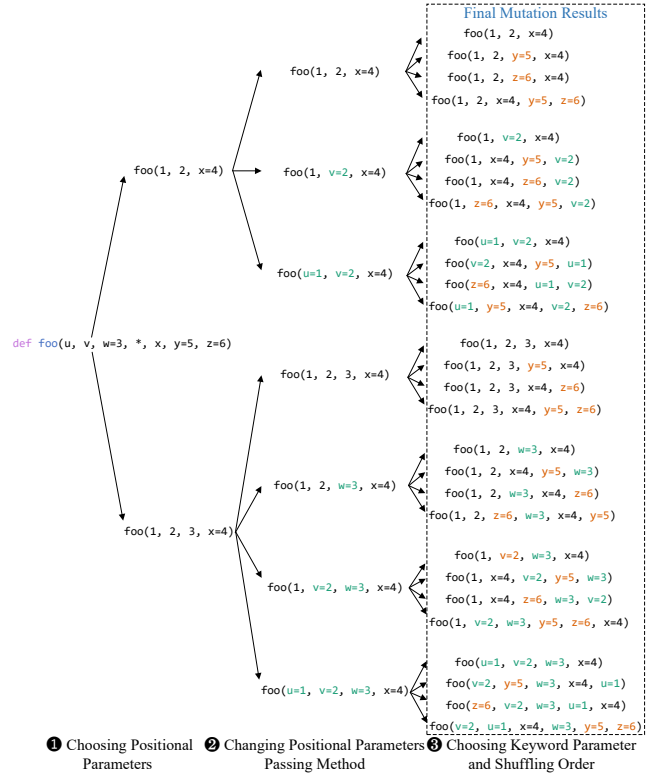 Final Mutation Results
foo(1, 2, x=4)
foo(1, 2, y=5, x=4)
foo(1, 2, x=4)
foo(1, 2, z=6, x=4)
foo(1, 2, x=4, y=5, z=6)
foo(1, v=2, x=4)
foo(1, 2, x=4)
foo(1, v=2, x=4)
foo(1, x=4, y=5, v=2)
foo(1, x=4, z=6, v=2)
foo(1, z=6, x=4, y=5, v=2)
foo(u=1, v=2, x=4)
foo(u=1, v=2, x=4)
foo(v=2, x=4, y=5, u=1)
foo(z=6, x=4, u=1, v=2)
foo(u=1, y=5, x=4, v=2, z=6)
def foo(u, v, w=3, *, x, y=5, z=6)
foo(1, 2, 3, x=4)
foo(1, 2, 3, x=4)
foo(1, 2, 3, y=5, x=4)
foo(1, 2, 3, x=4, z=6)
foo(1, 2, 3, x=4, y=5, z=6)
foo(1, 2, w=3, x=4)
foo(1, 2, w=3, x=4)
foo(1, 2, x=4, y=5, w=3)
foo(1, 2, w=3, x=4, z=6)
foo(1, 2, z=6, w=3, x=4, y=5)
foo(1, 2, 3, x=4)
foo(1, v=2, w=3, x=4)
foo(1, v=2, w=3, x=4)
foo(1, x=4, v=2, y=5, w=3)
foo(1, x=4, z=6, w=3, v=2)
foo(1, v=2, w=3, y=5, z=6, x=4)
foo(u=1, v=2, w=3, x=4)
foo(u=1, v=2, w=3, x=4)
foo(v=2, y=5, w=3, x=4, u=1)
foo(z=6, v=2, w=3, u=1, x=4)
foo(v=2, u=1, x=4, w=3, y=5, z=6)
❶ Choosing Positional
Parameters
❷ Changing Positional Parameters
Passing Method
❸ Choosing Keyword Parameter
and Shuffling Order